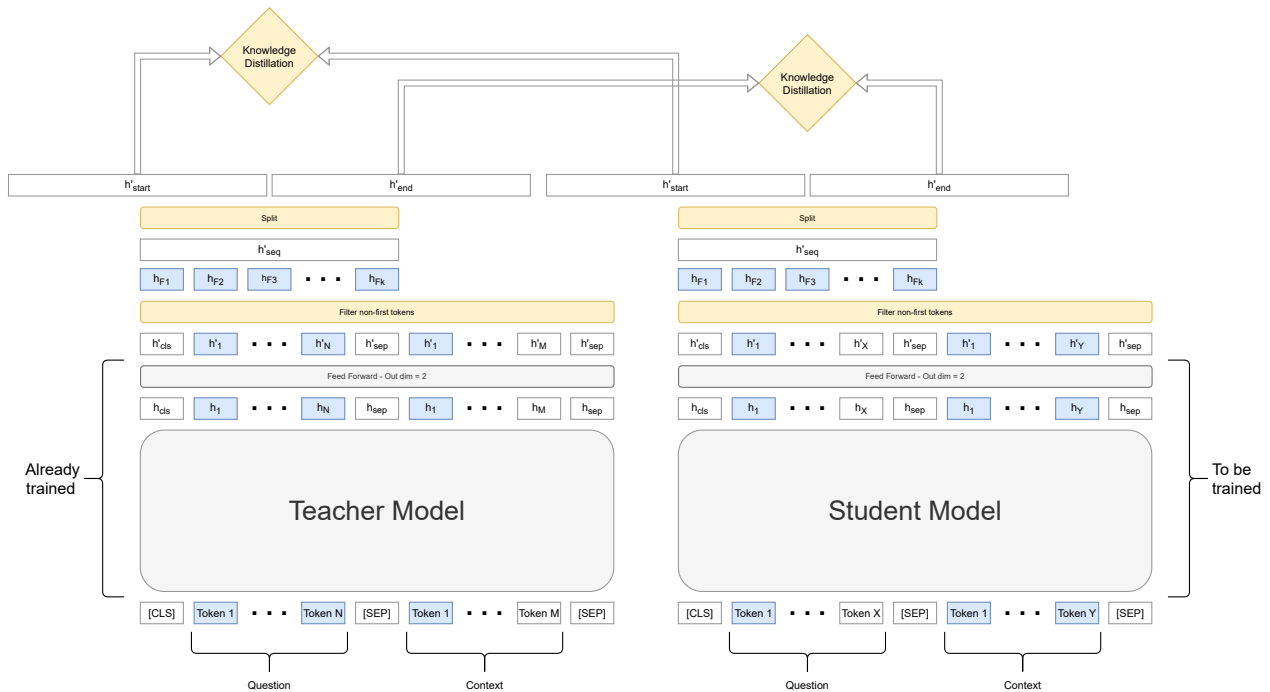 Knowledge
Distillation
Knowledge
Distillation
h'start
h'end
h'start
h'end
Split
Split
h'seq
h'seq
hF1 hF2 hF3 ▪ ▪ ▪ hFk
hF1 hF2 hF3 ▪ ▪ ▪ hFk
Filter non-first tokens
Filter non-first tokens
h'cls h'1 ▪ ▪ ▪ h'N h'sep h'1 ▪ ▪ ▪ h'M h'sep
h'cls h'1 ▪ ▪ ▪ h'X h'sep h'1 ▪ ▪ ▪ h'Y h'sep
Feed Forward - Out dim = 2
Feed Forward - Out dim = 2
hcls h1 ▪ ▪ ▪ hN hsep h1 ▪ ▪ ▪ hM hsep
hcls h1 ▪ ▪ ▪ hX hsep h1 ▪ ▪ ▪ hY hsep
Already
trained
Teacher Model
Student Model
To be
trained
[CLS] Token 1 ▪ ▪ ▪ Token N [SEP] Token 1 ▪ ▪ ▪ Token M [SEP]
[CLS] Token 1 ▪ ▪ ▪ Token X [SEP] Token 1 ▪ ▪ ▪ Token Y [SEP]
Question
Context
Question
Context